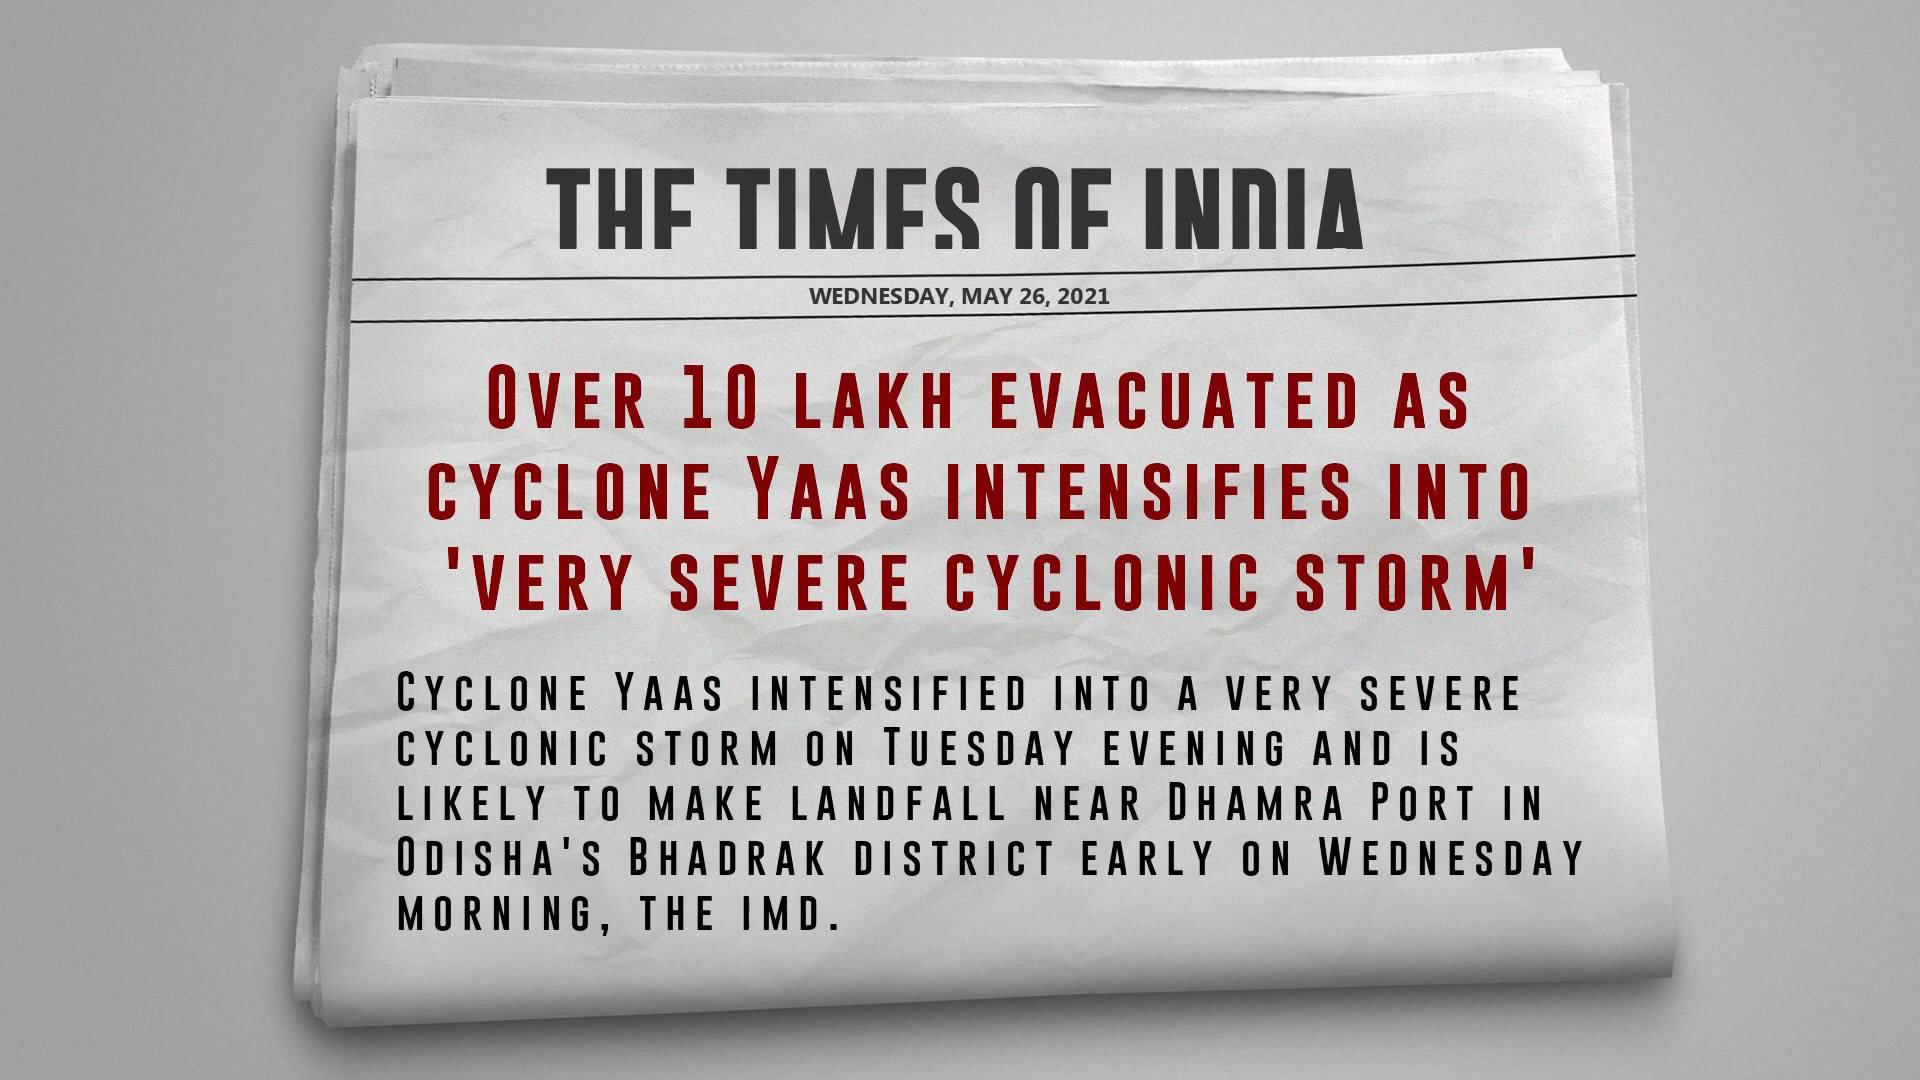 THE TIMES OF INDIA
WEDNESDAY, MAY 26, 2021
Over 10 lakh evacuated as
cyclone Yaas intensifies into
'very severe cyclonic storm'
Cyclone Yaas intensified into a very severe
cyclonic storm on Tuesday evening and is
likely to make landfall near Dhamra Port in
Odisha's Bhadrak district early on Wednesday
morning, the IMD.